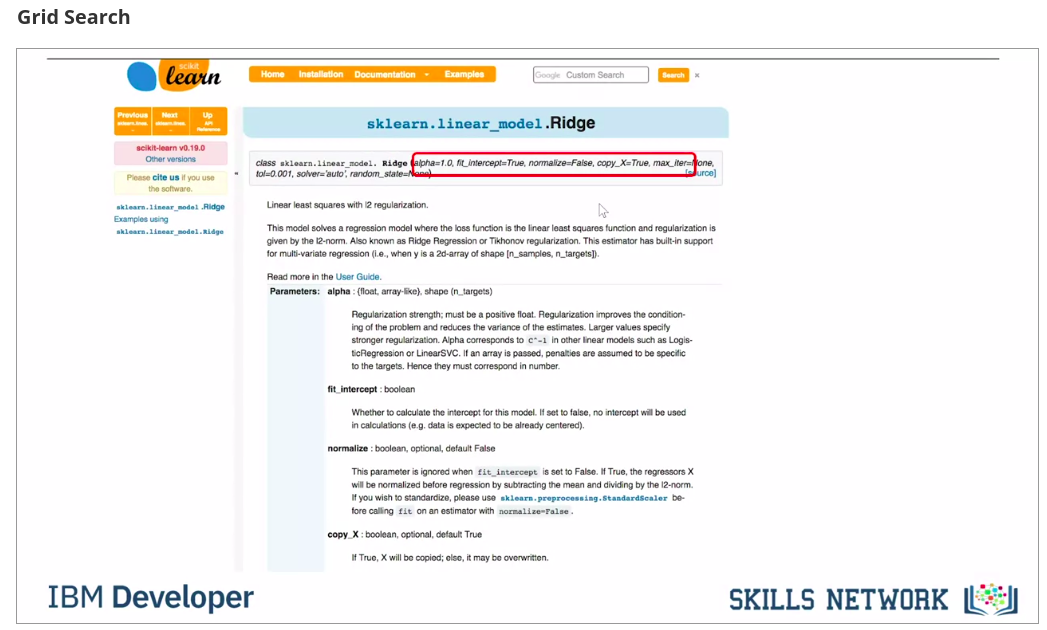 Grid Search
scikit
learn
Home Installation Documentation Examples
Google Custom Search
Search ×
Previous Next Up
API
Reference
sklearn.linear_model.Ridge
scikit-learn v0.19.0
Other versions
Please cite us if you use
the software.
sklearn.linear_model.Ridge
Examples using
sklearn.linear_model.Ridge
«
class sklearn.linear_model. Ridge (alpha=1.0, fit_intercept=True, normalize=False, copy_X=True, max_iter=None,
tol=0.001, solver='auto', random_state=None)
[source]
Linear least squares with l2 regularization.
This model solves a regression model where the loss function is the linear least squares function and regularization is
given by the l2-norm. Also known as Ridge Regression or Tikhonov regularization. This estimator has built-in support
for multi-variate regression (i.e., when y is a 2d-array of shape [n_samples, n_targets]).
Read more in the User Guide.
Parameters: alpha : {float, array-like}, shape (n_targets)
Regularization strength; must be a positive float. Regularization improves the condition-
ing of the problem and reduces the variance of the estimates. Larger values specify
stronger regularization. Alpha corresponds to C^-1 in other linear models such as Logis-
ticRegression or LinearSVC. If an array is passed, penalties are assumed to be specific
to the targets. Hence they must correspond in number.
fit_intercept : boolean
Whether to calculate the intercept for this model. If set to false, no intercept will be used
in calculations (e.g. data is expected to be already centered).
normalize : boolean, optional, default False
This parameter is ignored when fit_intercept is set to False. If True, the regressors X
will be normalized before regression by subtracting the mean and dividing by the l2-norm.
If you wish to standardize, please use sklearn.preprocessing.StandardScaler be-
fore calling fit on an estimator with normalize=False.
copy_X : boolean, optional, default True
If True, X will be copied; else, it may be overwritten.
IBM Developer
SKILLS NETWORK